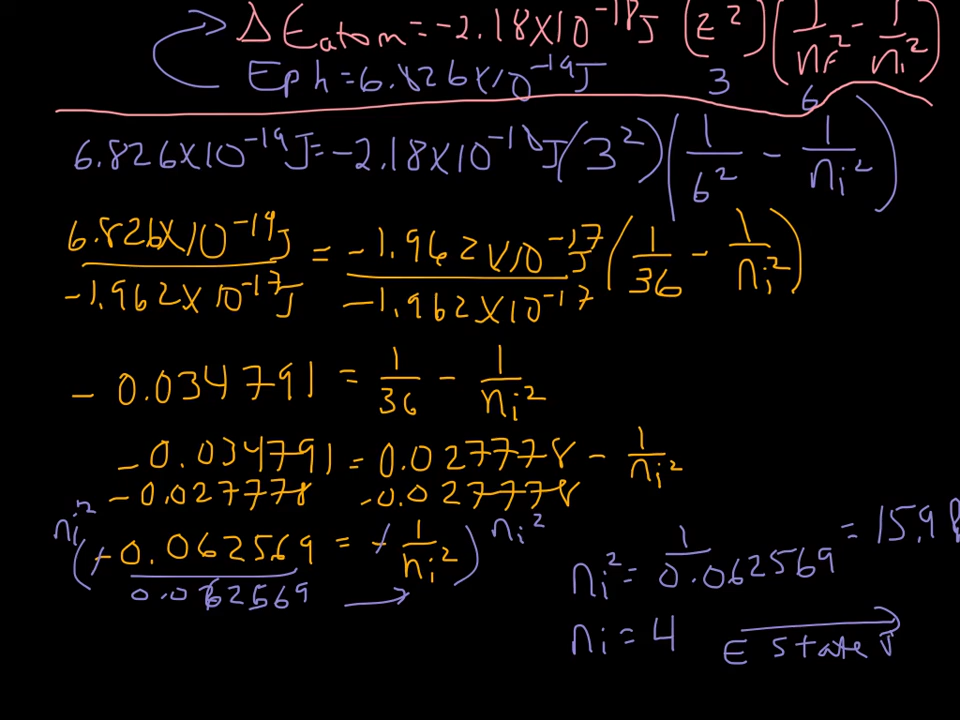 ΔE atom = -2.18X10^-18 J (z^2) (1/nf^2 - 1/ni^2)
Eph = 6.826X10^-19 J 3 6
6.826X10^-19 J = -2.18X10^-18 J (3^2) (1/6^2 - 1/ni^2)
6.826X10^-19 J / -1.962X10^-17 J = -1.962X10^-17 J / -1.962X10^-17 (1/36 - 1/ni^2)
-0.034791 = 1/36 - 1/ni^2
-0.034791 = 0.027778 - 1/ni^2
-0.027778 -0.027778
ni^2 (-0.062569 = -1/ni^2) ni^2
0.062569
ni^2 = 1/0.062569 = 15.98
ni = 4 E state